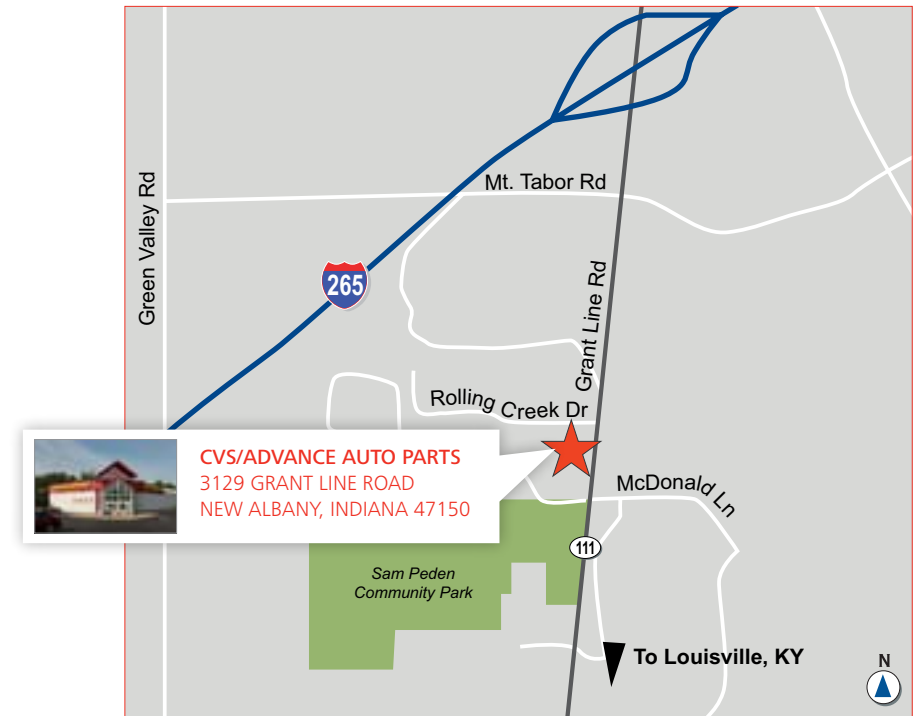 Green Valley Rd
Mt. Tabor Rd
265
Grant Line Rd
Rolling Creek Dr
CVS/ADVANCE AUTO PARTS
3129 GRANT LINE ROAD
NEW ALBANY, INDIANA 47150
McDonald Ln
111
Sam Peden
Community Park
To Louisville, KY
N